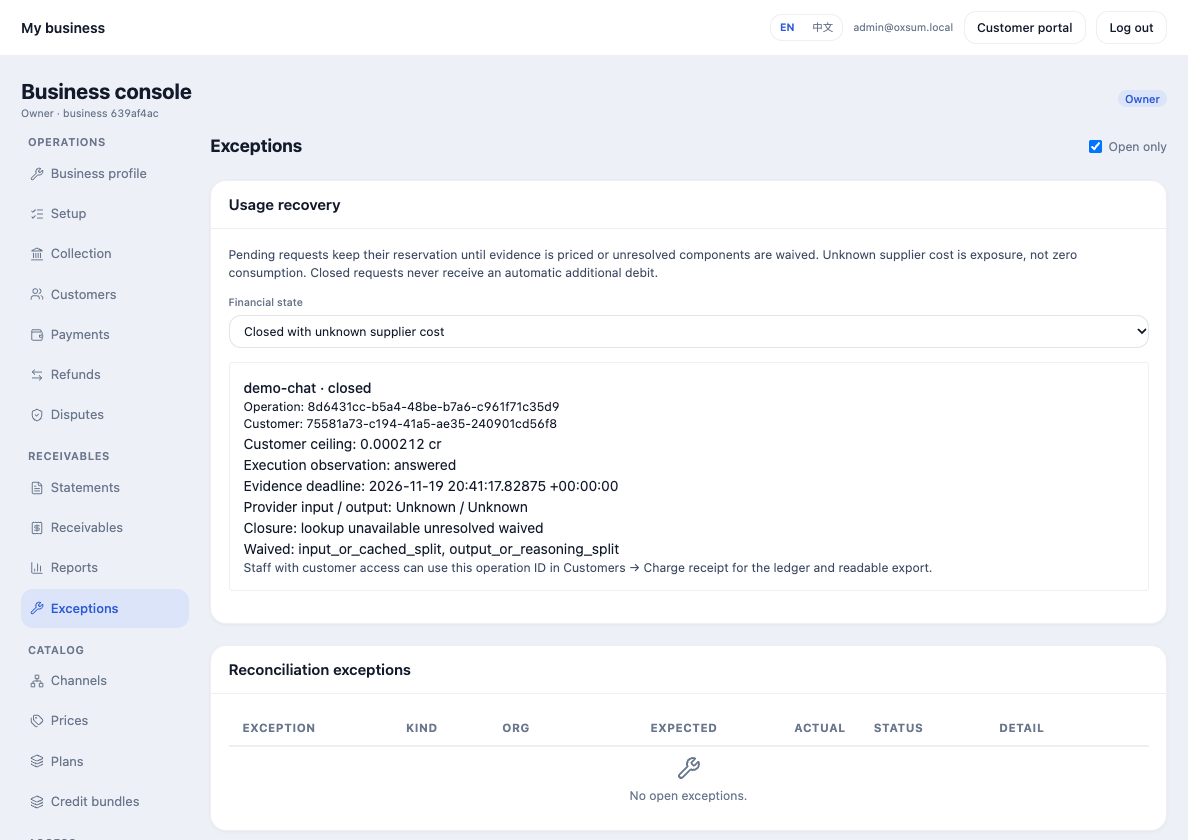 My business
EN 中文 admin@oxsum.local Customer portal Log out
Business console
Owner · business 639af4ac
Owner
OPERATIONS
Business profile
Setup
Collection
Customers
Payments
Refunds
Disputes
RECEIVABLES
Statements
Receivables
Reports
Exceptions
CATALOG
Channels
Prices
Plans
Credit bundles
Exceptions
Open only
Usage recovery
Pending requests keep their reservation until evidence is priced or unresolved components are waived. Unknown supplier cost is exposure, not zero
consumption. Closed requests never receive an automatic additional debit.
Financial state
Closed with unknown supplier cost
demo-chat · closed
Operation: 8d6431cc-b5a4-48be-b7a6-c961f71c35d9
Customer: 75581a73-c194-41a5-ae35-240901cd56f8
Customer ceiling: 0.000212 cr
Execution observation: answered
Evidence deadline: 2026-11-19 20:41:17.82875 +00:00:00
Provider input / output: Unknown / Unknown
Closure: lookup unavailable unresolved waived
Waived: input_or_cached_split, output_or_reasoning_split
Staff with customer access can use this operation ID in Customers → Charge receipt for the ledger and readable export.
Reconciliation exceptions
EXCEPTION KIND ORG EXPECTED ACTUAL STATUS DETAIL
No open exceptions.